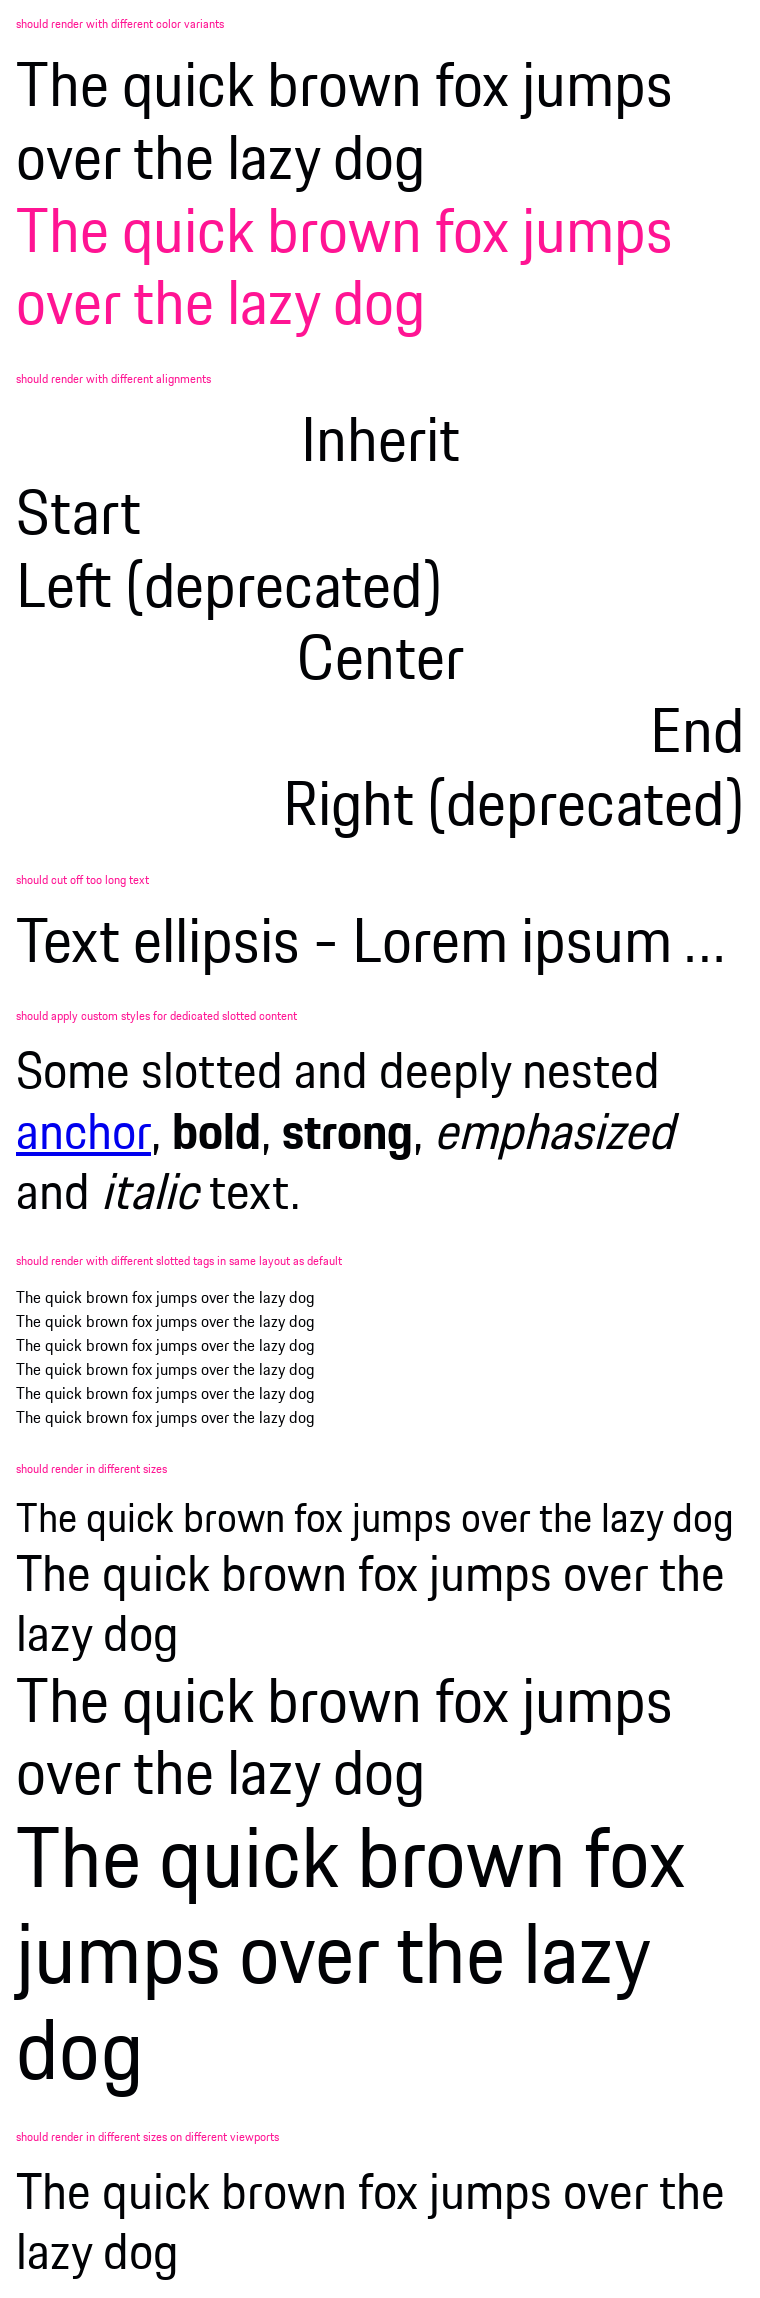 should render with different color variants
The quick brown fox jumps
over the lazy dog
The quick brown fox jumps
over the lazy dog
should render with different alignments
Inherit
Start
Left (deprecated)
Center
End
Right (deprecated)
should cut off too long text
Text ellipsis - Lorem ipsum ...
should apply custom styles for dedicated slotted content
Some slotted and deeply nested
anchor, bold, strong, emphasized
and italic text.
should render with different slotted tags in same layout as default
The quick brown fox jumps over the lazy dog
The quick brown fox jumps over the lazy dog
The quick brown fox jumps over the lazy dog
The quick brown fox jumps over the lazy dog
The quick brown fox jumps over the lazy dog
The quick brown fox jumps over the lazy dog
should render in different sizes
The quick brown fox jumps over the lazy dog
The quick brown fox jumps over the
lazy dog
The quick brown fox jumps
over the lazy dog
The quick brown fox
jumps over the lazy
dog
should render in different sizes on different viewports
The quick brown fox jumps over the
lazy dog